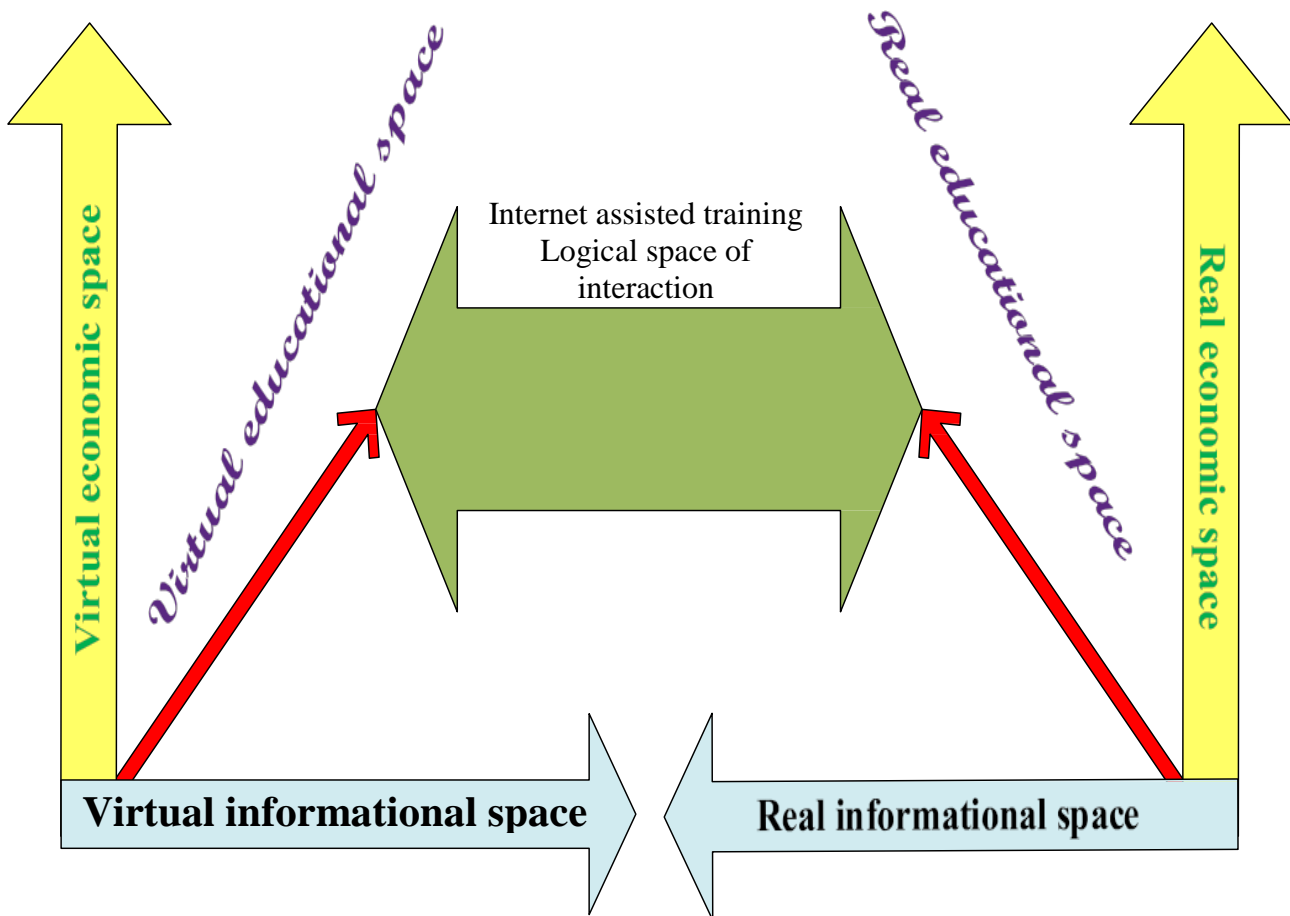 Virtual economic space
Virtual educational space
Internet assisted training
Logical space of
interaction
Real educational space
Real economic space
Virtual informational space
Real informational space